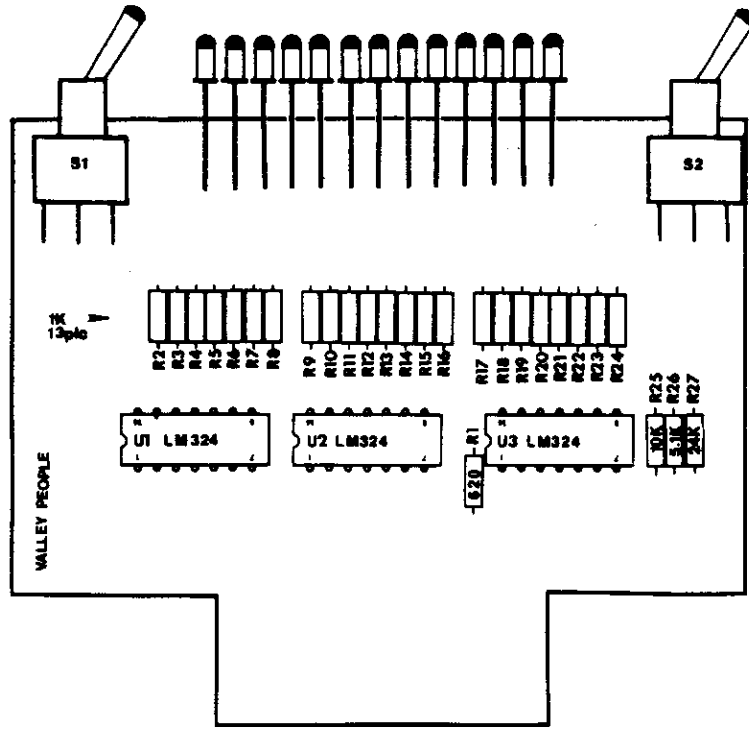 S1
S2
1K
13plc
R2
R3
R4
R5
R6
R7
R8
R9
R10
R11
R12
R13
R14
R15
R16
R17
R18
R19
R20
R21
R22
R23
R24
R25
R26
R27
U1 LM324
U2 LM324
R1
620
U3 LM324
10K
5.1K
24K
VALLEY PEOPLE